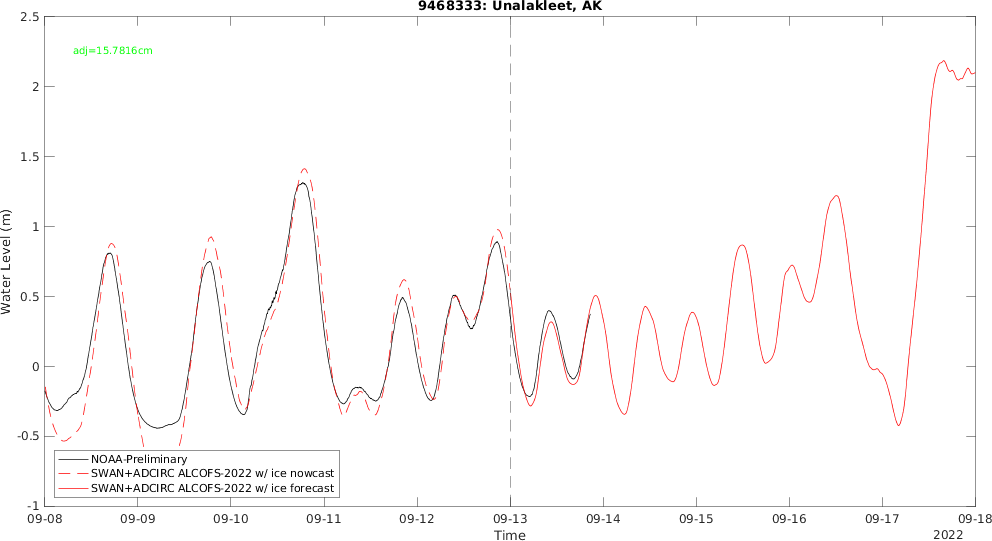 9468333: Unalakleet, AK
adj=15.7816cm
2.5
2
1.5
1
0.5
0
-0.5
-1
Water Level (m)
NOAA-Preliminary
SWAN+ADCIRC ALCOFS-2022 w/ ice nowcast
SWAN+ADCIRC ALCOFS-2022 w/ ice forecast
09-08 09-09 09-10 09-11 09-12 09-13 09-14 09-15 09-16 09-17 09-18
Time
2022